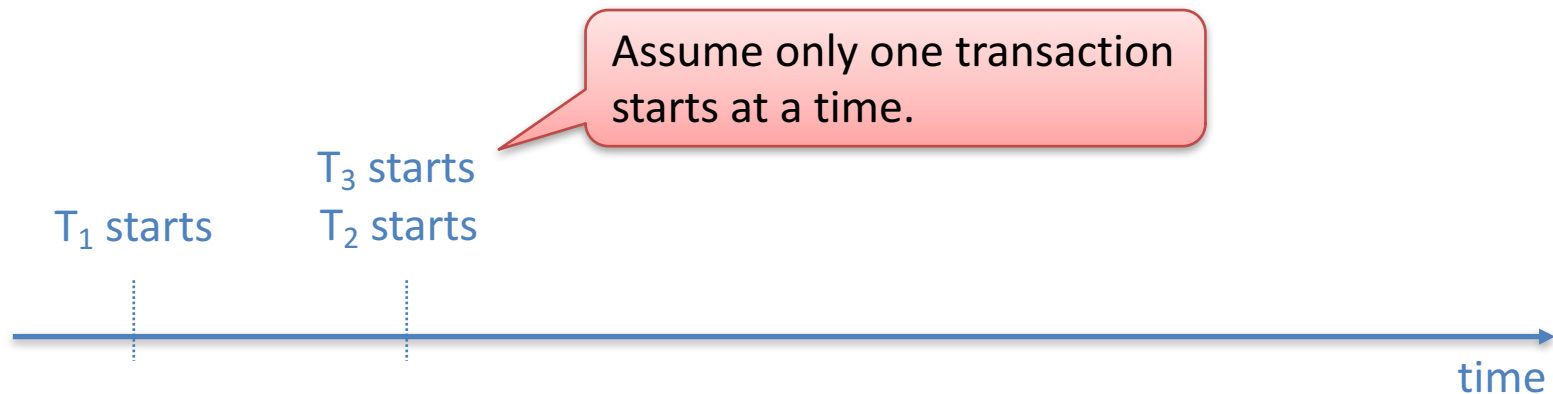 Assume only one transaction
starts at a time.
T₃ starts
T₁ starts
T₂ starts
time